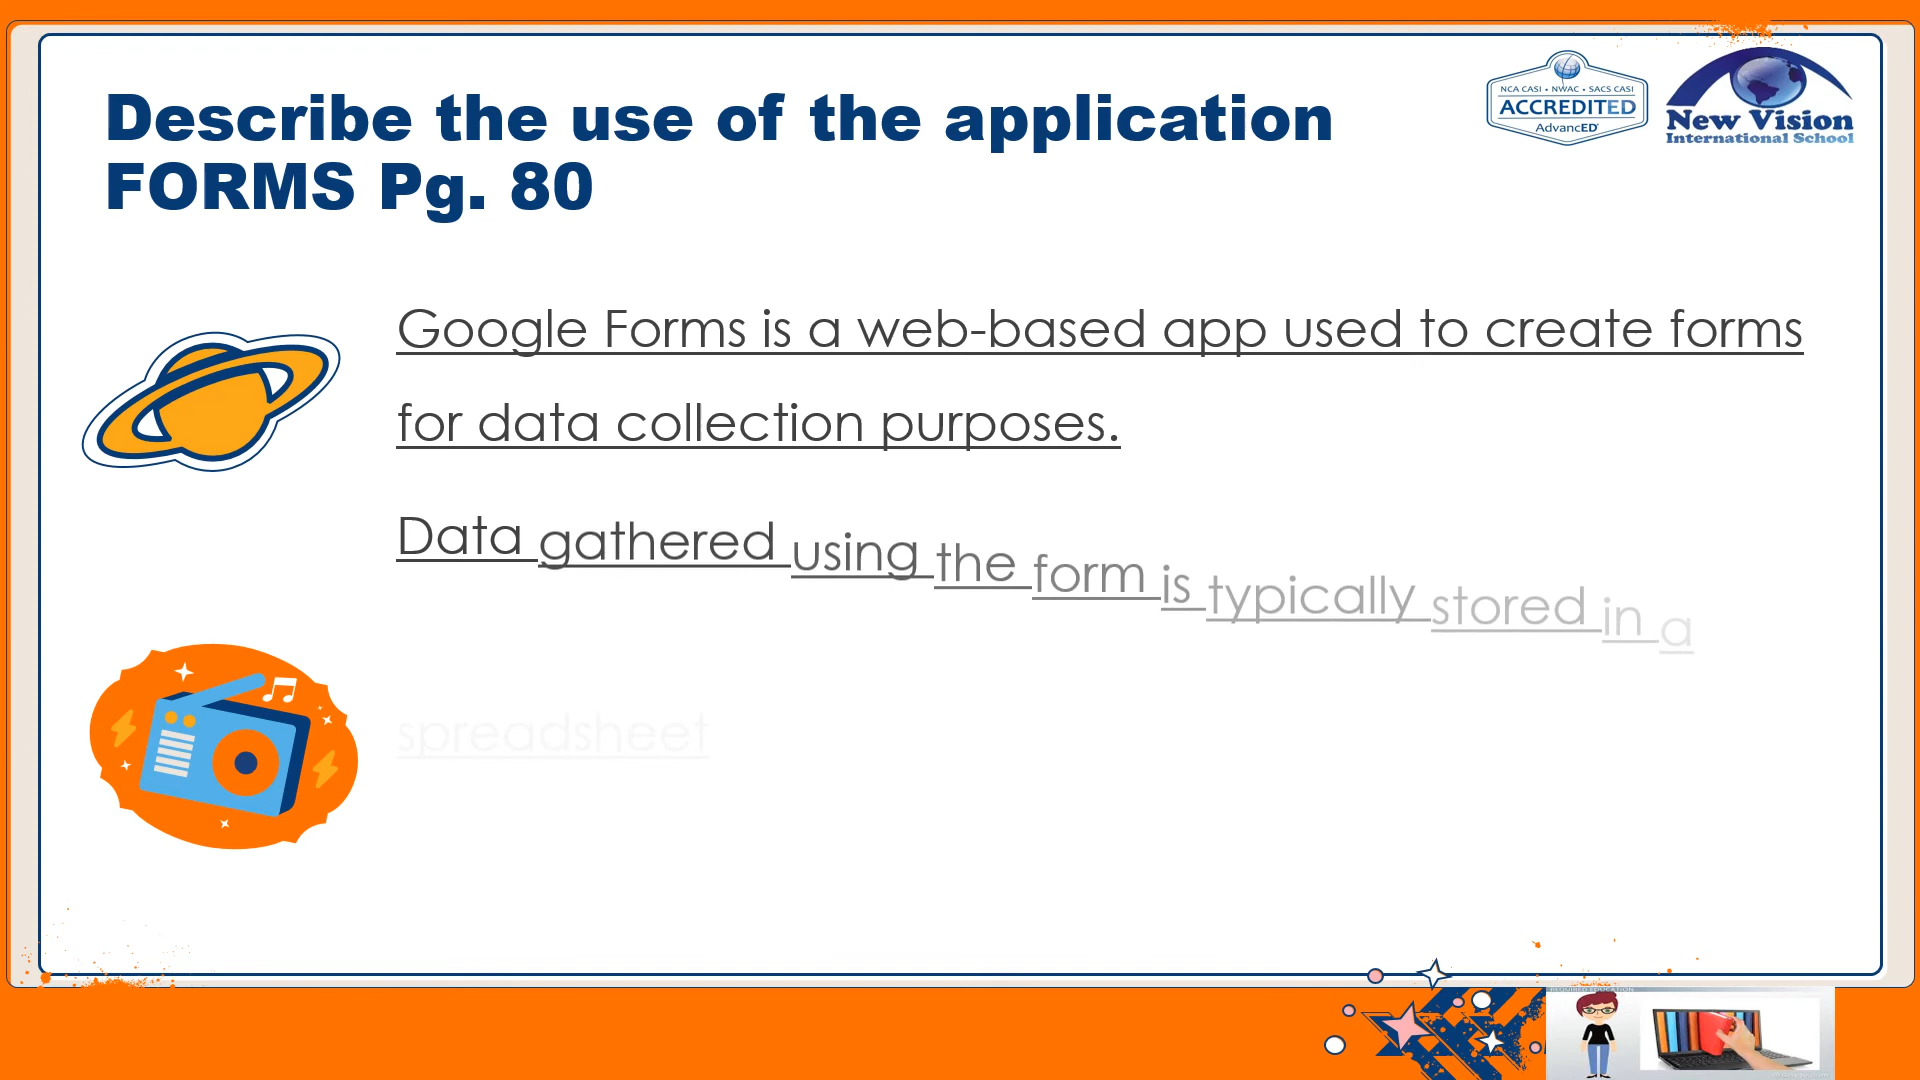 Describe the use of the application
FORMS Pg. 80
NCA CASI • NWAC • SACS CASI
ACCREDITED
AdvancED
New Vision
International School
Google Forms is a web-based app used to create forms
for data collection purposes.
Data gathered using the form is typically stored in a
spreadsheet
REQUIRED EDUCATION